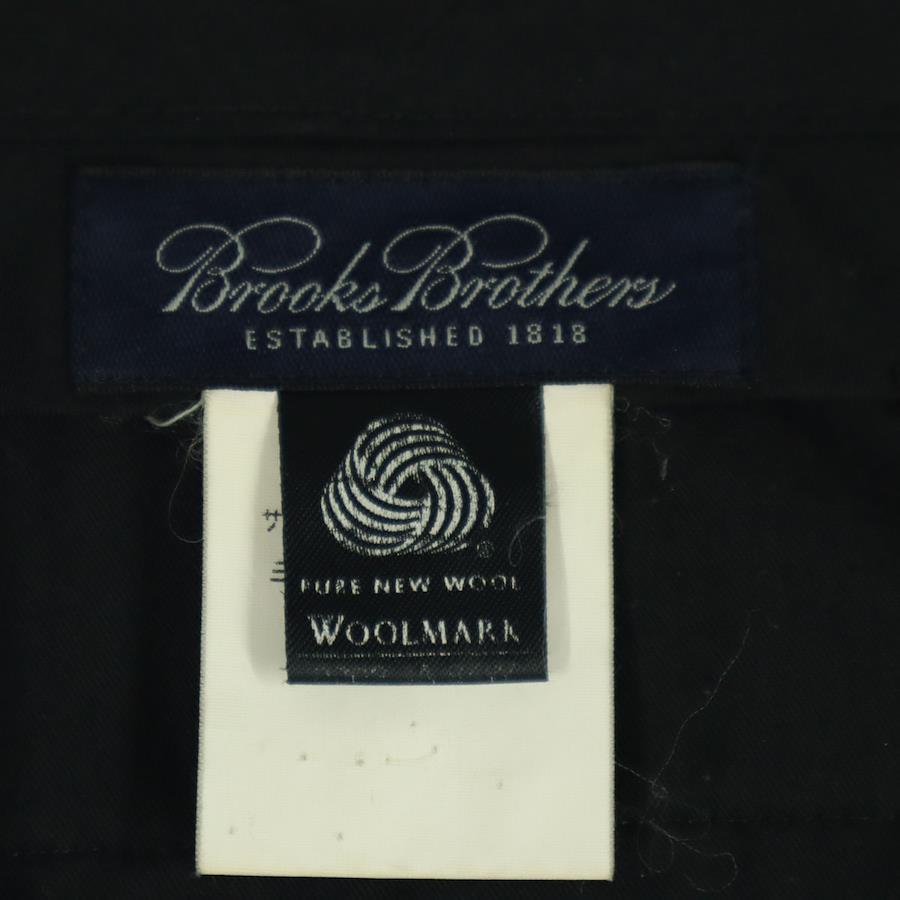 Brooks Brothers
ESTABLISHED 1818
®
PURE NEW WOOL
WOOLMARK